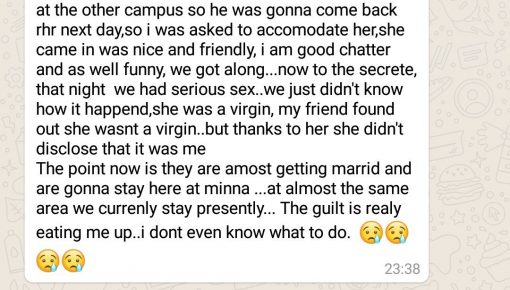 at the other campus so he was gonna come back
rhr next day,so i was asked to accomodate her,she
came in was nice and friendly, i am good chatter
and as well funny, we got along...now to the secrete,
that night  we had serious sex..we just didn't know
how it happend,she was a virgin, my friend found
out she wasnt a virgin..but thanks to her she didn't
disclose that it was me
The point now is they are amost getting marrid and
are gonna stay here at minna ...at almost the same
area we currenly stay presently... The guilt is realy
eating me up..i dont even know what to do. 😢😢
😢😢
23:38